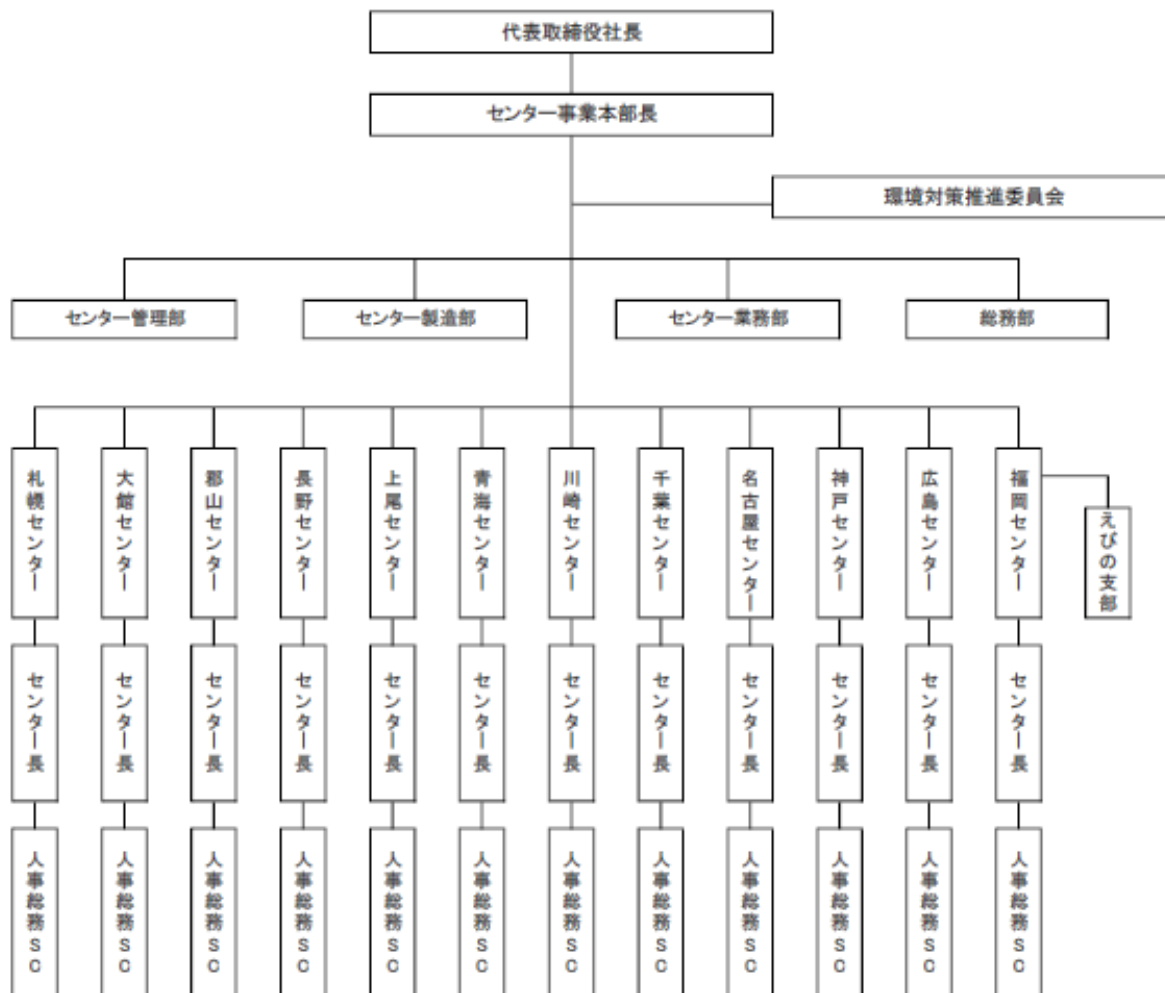 代表取締役社長
センター事業本部長
環境対策推進委員会
センター管理部
センター製造部
センター業務部
総務部
札幌センター
大館センター
郡山センター
長野センター
上尾センター
青海センター
川崎センター
千葉センター
名古屋センター
神戸センター
広島センター
福岡センター
えびの支部
センター長
センター長
センター長
センター長
センター長
センター長
センター長
センター長
センター長
センター長
センター長
センター長
人事総務SC
人事総務SC
人事総務SC
人事総務SC
人事総務SC
人事総務SC
人事総務SC
人事総務SC
人事総務SC
人事総務SC
人事総務SC
人事総務SC